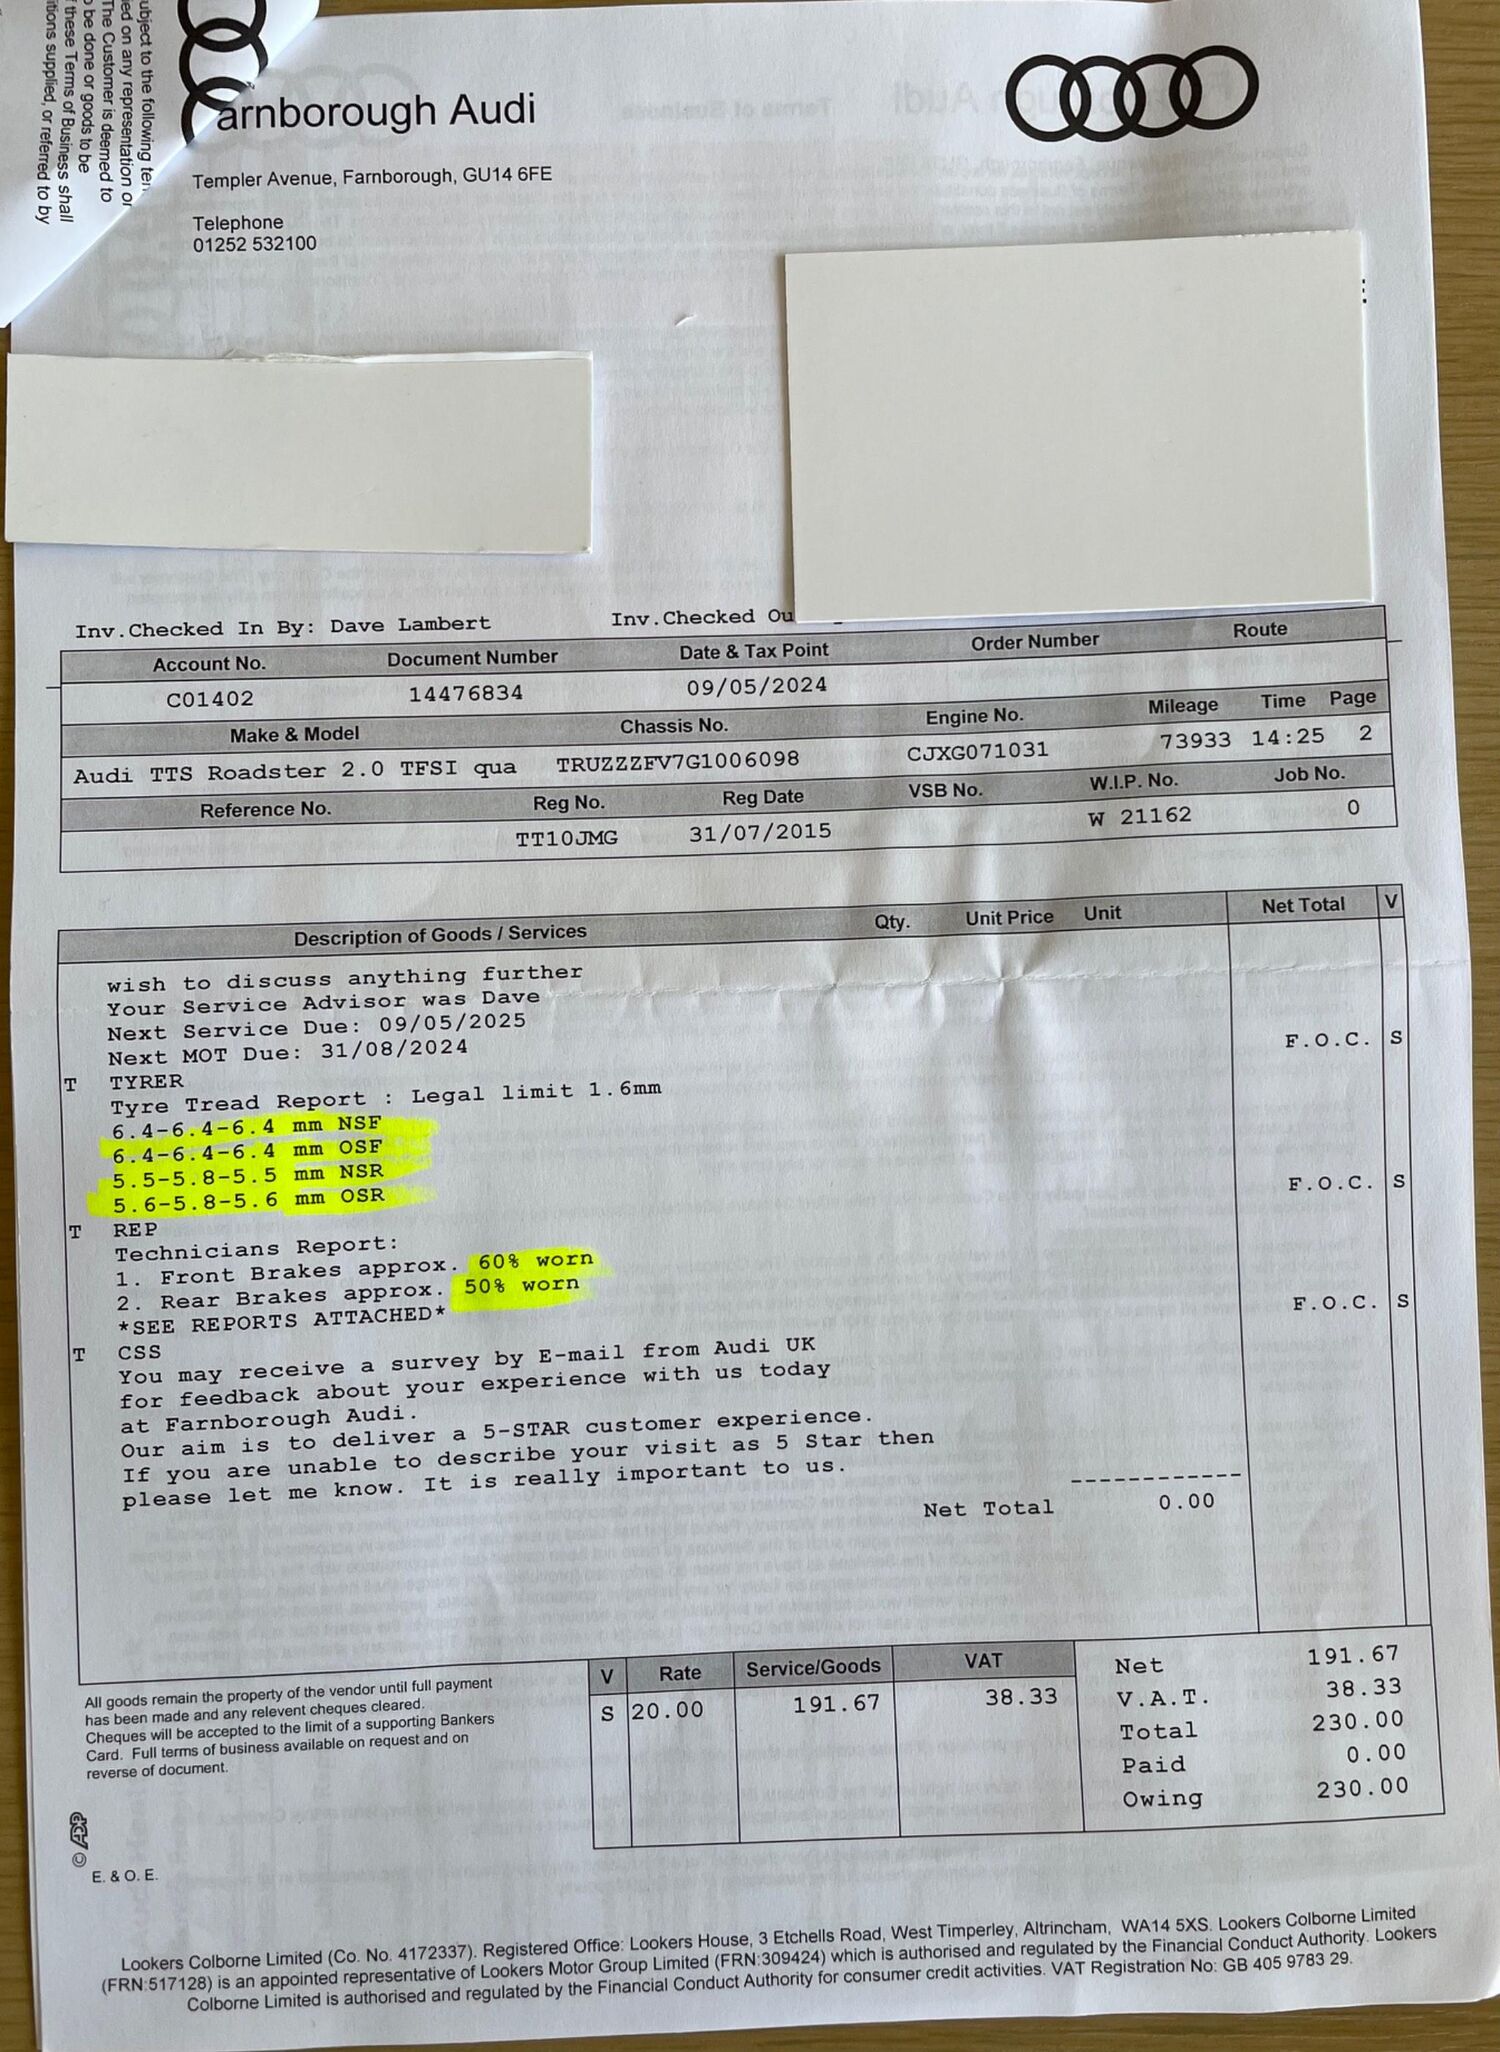 ubject to the following
ed on any representation or
The Customer is deemed to
be done or goods to be
these Terms of Business shall
itions supplied, or referred to by
arnborough Audi
Templer Avenue, Farnborough, GU14 6FE
Telephone
01252 532100
Inv.Checked In By: Dave Lambert Inv.Checked Ou
Account No. Document Number Date & Tax Point Order Number Route
C01402 14476834 09/05/2024
Make & Model Chassis No. Engine No. Mileage Time Page
Audi TTS Roadster 2.0 TFSI qua TRUZZZFV7G1006098 CJXG071031 73933 14:25 2
Reference No. Reg No. Reg Date VSB No. W.I.P. No. Job No.
TT10JMG 31/07/2015 W 21162 0
Description of Goods / Services Qty. Unit Price Unit Net Total V
wish to discuss anything further
Your Service Advisor was Dave
Next Service Due: 09/05/2025
Next MOT Due: 31/08/2024 F.O.C. S
T TYRER
Tyre Tread Report : Legal limit 1.6mm
6.4-6.4-6.4 mm NSF
6.4-6.4-6.4 mm OSF
5.5-5.8-5.5 mm NSR
5.6-5.8-5.6 mm OSR F.O.C. S
T REP
Technicians Report:
1. Front Brakes approx. 60% worn
2. Rear Brakes approx. 50% worn
*SEE REPORTS ATTACHED* F.O.C. S
T CSS
You may receive a survey by E-mail from Audi UK
for feedback about your experience with us today
at Farnborough Audi.
Our aim is to deliver a 5-STAR customer experience.
If you are unable to describe your visit as 5 Star then
please let me know. It is really important to us.
------------
Net Total 0.00
All goods remain the property of the vendor until full payment
has been made and any relevent cheques cleared.
Cheques will be accepted to the limit of a supporting Bankers
Card. Full terms of business available on request and on
reverse of document.
V Rate Service/Goods VAT
S 20.00 191.67 38.33
Net 191.67
V.A.T. 38.33
Total 230.00
Paid 0.00
Owing 230.00
ADP ©
E. & O. E.
Lookers Colborne Limited (Co. No. 4172337). Registered Office: Lookers House, 3 Etchells Road, West Timperley, Altrincham, WA14 5XS. Lookers Colborne Limited
(FRN:517128) is an appointed representative of Lookers Motor Group Limited (FRN:309424) which is authorised and regulated by the Financial Conduct Authority. Lookers
Colborne Limited is authorised and regulated by the Financial Conduct Authority for consumer credit activities. VAT Registration No: GB 405 9783 29.